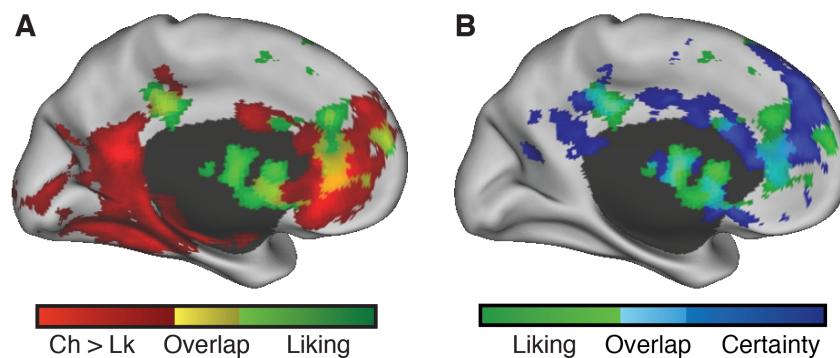 A
B
Ch > Lk Overlap Liking
Liking Overlap Certainty